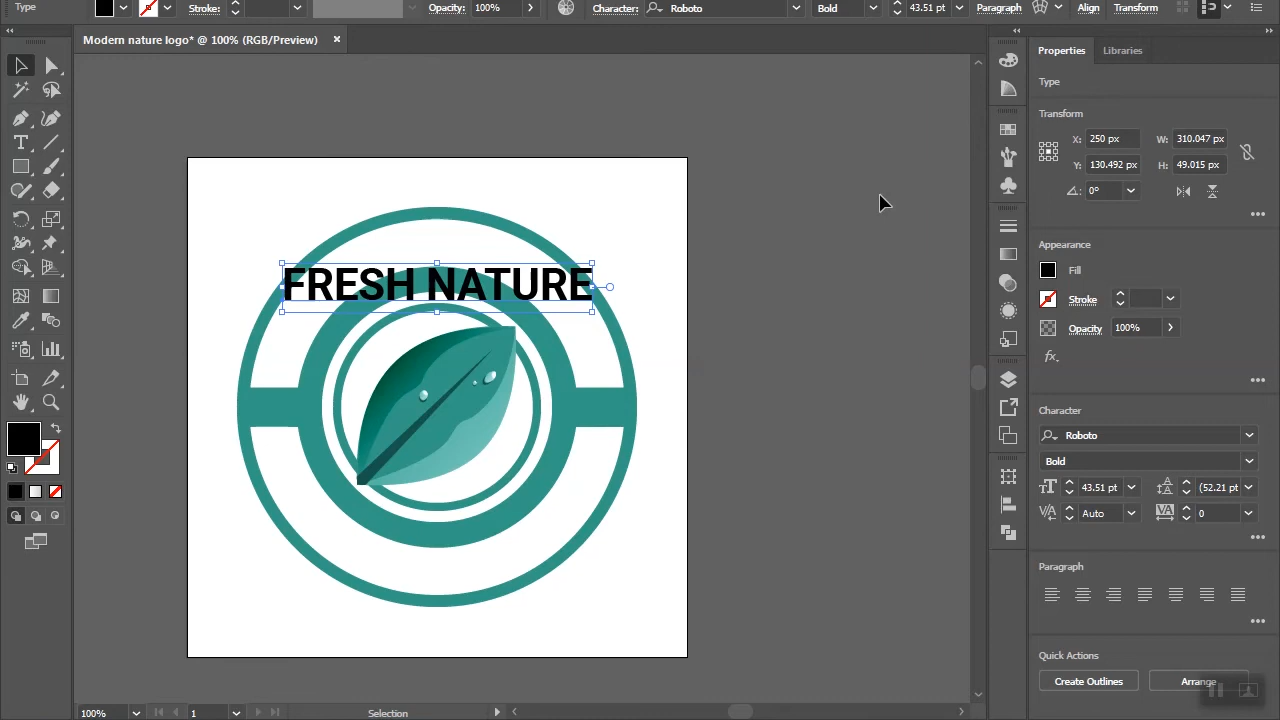 Type Stroke: Opacity: 100% Character: Roboto Bold 43.51 pt Paragraph Align Transform
Modern nature logo* @ 100% (RGB/Preview) ×
Properties Libraries
Type
Transform
X: 250 px W: 310.047 px
Y: 130.492 px H: 49.015 px
0°
Appearance
Fill
Stroke
Opacity 100%
fx.
Character
Roboto
Bold
43.51 pt (52.21 pt
Auto 0
Paragraph
Quick Actions
Create Outlines Arrange
FRESH NATURE
100% 1 Selection